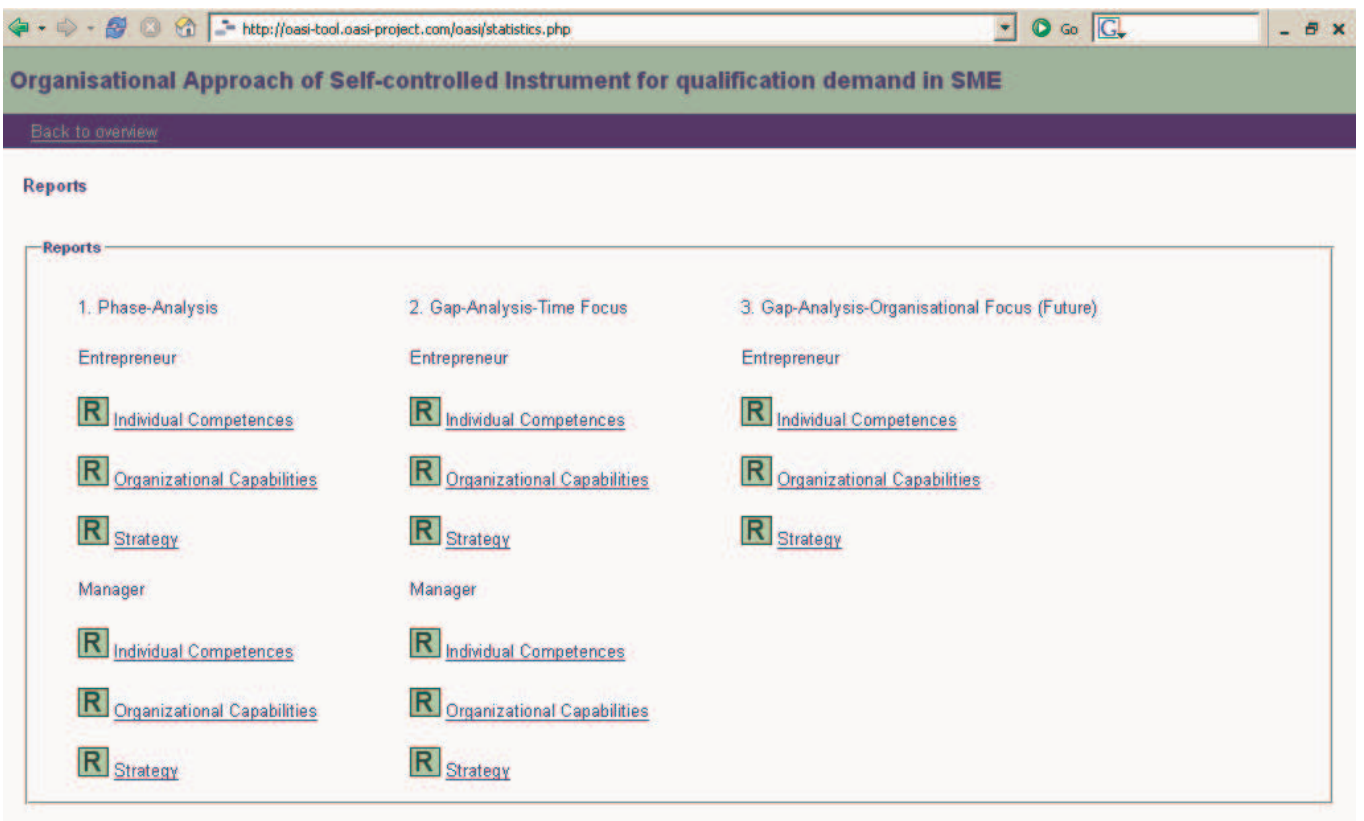 http://oasi-tool.oasi-project.com/oasi/statistics.php Go G
Organisational Approach of Self-controlled Instrument for qualification demand in SME
Back to overview
Reports
Reports
1. Phase-Analysis 2. Gap-Analysis-Time Focus 3. Gap-Analysis-Organisational Focus (Future)
Entrepreneur Entrepreneur Entrepreneur
R Individual Competences R Individual Competences R Individual Competences
R Organizational Capabilities R Organizational Capabilities R Organizational Capabilities
R Strategy R Strategy R Strategy
Manager Manager
R Individual Competences R Individual Competences
R Organizational Capabilities R Organizational Capabilities
R Strategy R Strategy